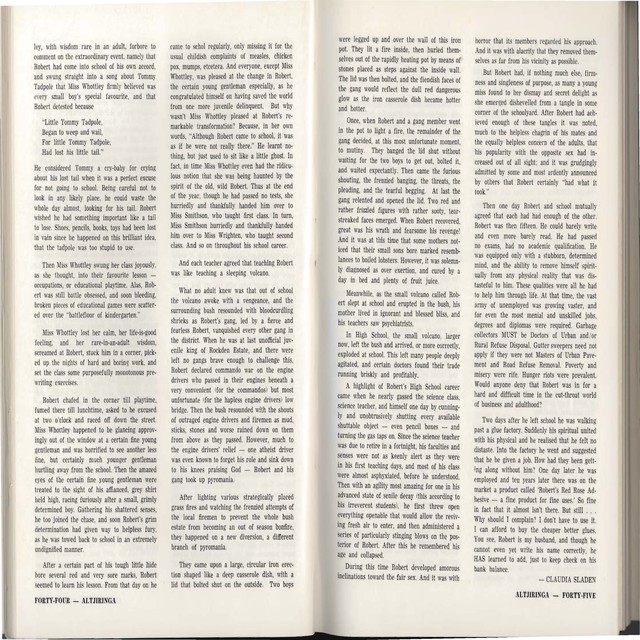 ley, with wisdom rare in an adult, forbore to
comment on the extraordinary event, namely that
Robert had come into school of his own accord,
and swung straight into a song about Tommy
Tadpole that Miss Whottley firmly believed was
every small boy's special favourite, and that
Robert detested because
"Little Tommy Tadpole,
Began to weep and wail,
For little Tommy Tadpole,
Had lost his little tail."
He considered Tommy a cry-baby for crying
about his lost tail when it was a perfect excuse
for not going to school. Being careful not to
look in any likely place, he could waste the
whole day almost, looking for his tail. Robert
wished he had something important like a tail
to lose. Shoes, pencils, books, toys had been lost
in vain since he happened on this brilliant idea,
that the tadpole was too stupid to use.
Then Miss Whottley swung her class joyously,
as she thought, into their favourite lesson —
occupations, or educational playtime. Alas, Rob-
ert was still battle obsessed, and soon bleeding,
broken pieces of educational games were scatter-
ed over the "battlefloor of kindergarten."
Miss Whottley lost her calm, her life-is-good
feeling, and her rare-in-an-adult wisdom,
screamed at Robert, stuck him in a corner, pick-
ed up the nights of hard and boring work, and
set the class some purposefully monotonous pre-
writing exercises.
Robert chafed in the corner till playtime,
fumed there till lunchtime, asked to be excused
at two o'clock and raced off down the street.
Miss Whottley happened to be glancing approv-
ingly out of the window at a certain fine young
gentleman and was horrified to see another less
fine, but certainly much younger gentleman
hurtling away from the school. Then the amazed
eyes of the certain fine young gentleman were
treated to the sight of his affianced, grey shirt
held high, racing furiously after a small, grimly
determined boy. Gathering his shattered senses,
he too joined the chase, and soon Robert's grim
determination had given way to helpless fury,
as he was towed back to school in an extremely
undignified manner.
After a certain part of his tough little hide
bore several red and very sure marks, Robert
seemed to learn his lesson. From that day on he
came to schol regularly, only missing it for the
usual childish complaints of measles, chicken
pox, mumps, etcetera. And everyone, except Miss
Whottley, was pleased at the change in Robert,
the certain young gentleman especially, as he
congratulated himself on having saved the world
from one more juvenile delinquent. But why
wasn't Miss Whottley pleased at Robert's re-
markable transformation? Because, in her own
words, "Although Robert came to school, it was
as if he were not really there." He learnt no-
thing, but just used to sit like a little ghost. In
fact, in time Miss Whottley even had the ridicu-
lous notion that she was being haunted by the
spirit of the old, wild Robert. Thus at the end
of the year, though he had passed no tests, she
hurriedly and thankfully handed him over to
Miss Smithson, who taught first class. In turn,
Miss Smithson hurriedly and thankfully handed
him over to Miss Wrighten, who taught second
class. And so on throughout his school career.
And each teacher agreed that teaching Robert
was like teaching a sleeping volcano.
What no adult knew was that out of school
the volcano awoke with a vengeance, and the
surrounding bush resounded with bloodcurdling
shrieks as Robert's gang, led by a fierce and
fearless Robert, vanquished every other gang in
the district. When he was at last unofficial juv-
enile king of Rockden Estate, and there were
left no gangs brave enough to challenge this,
Robert declared commando war on the engine
drivers who passed in their engines beneath a
very convenient (for the commandos) but most
unfortunate (for the hapless engine drivers) low
bridge. Then the bush resounded with the shouts
of outraged engine drivers and firemen as mud,
sticks, stones and worse rained down on them
from above as they passed. However, much to
the engine drivers' relief — one atheist driver
was even known to forget his role and sink down
to his knees praising God — Robert and his
gang took up pyromania.
After lighting various strategically placed
grass fires and watching the frenzied attempts of
the local firemen to prevent the whole bush
estate from becoming an out of season bonfire,
they happened on a new diversion, a different
branch of pyromania.
They came upon a large, circular iron erec-
tion shaped like a deep casserole dish, with a
lid that bolted shut on the outside. Two boys
FORTY-FOUR — ALTJIRINGA
were legged up and over the wall of this iron
pot. They lit a fire inside, then hurled them-
selves out of the rapidly heating pot by means of
stones placed as steps against the inside wall.
The lid was then bolted, and the fiendish faces of
the gang would reflect the dull red dangerous
glow as the iron casserole dish became hotter
and hotter.
Once, when Robert and a gang member went
in the pot to light a fire, the remainder of the
gang decided, at this most unfortunate moment,
to mutiny. They banged the lid shut without
waiting for the two boys to get out, bolted it,
and waited expectantly. Then came the furious
shouting, the frenzied banging, the threats, the
pleading, and the tearful begging. At last the
gang relented and opened the lid. Two red and
rather frizzled figures with rather sooty, tear-
streaked faces emerged. When Robert recovered,
great was his wrath and fearsome his revenge!
And it was at this time that some mothers not-
iced that their small sons bore marked resem-
lances to boiled lobsters. However, it was solemn-
ly diagnosed as over exertion, and cured by a
day in bed and plenty of fruit juice.
Meanwhile, as the small volcano called Rob-
ert slept at school and erupted in the bush, his
mother lived in ignorant and blessed bliss, and
his teachers saw psychiatrists.
In High School, the small volcano, larger
now, left the bush and arrived, or more correctly,
exploded at school. This left many people deeply
agitated, and certain doctors found their trade
running briskly and profitably.
A highlight of Robert's High School career
came when he nearly gassed the science class,
science teacher, and himself one day by running-
ly and unobtrusively shutting every available
shuttable object — even pencil boxes — and
turning the gas taps on. Since the science teacher
was due to retire in a fortnight, his faculties and
senses were not as keenly alert as they were
in his first teaching days, and most of his class
were almost asphyxiated, before he understood.
Then with an agility most amazing for one in his
advanced state of senile decay (this according to
his irreverent students), he first threw open
everything openable that would allow the reviv-
ing fresh air to enter, and then administered a
series of particularly stinging blows on the pos-
terior of Robert. After this he remembered his
age and collapsed.
During this time Robert developed amorous
inclinations toward the fair sex. And it was with
horror that its members regarded his approach.
And it was with alacrity that they removed them-
selves as far from his vicinity as possible.
But Robert had, if nothing much else, firm-
ness and singleness of purpose, as many a young
miss found to her dismay and secret delight as
she emerged dishevelled from a tangle in some
corner of the schoolyard. After Robert had ach-
ieved enough of these tangles it was noted,
much to the helpless chagrin of his mates and
the equally helpless concern of the adults, that
his popularity with the opposite sex had in-
creased out of all sight; and it was grudgingly
admitted by some and most ardently announced
by others that Robert certainly "had what it
took."
Then one day Robert and school mutually
agreed that each had had enough of the other.
Robert was then fifteen. He could barely write
and even more barely read. He had passed
no exams, had no academic qualification. He
was equipped only with a stubborn, determined
mind, and the ability to remove himself spirit-
ually from any physical reality that was dis-
tasteful to him. These qualities were all he had
to help him through life. At that time, the vast
army of unemployed was growing vaster, and
for even the most menial and unskilled jobs,
degrees and diplomas were required. Garbage
collectors MUST be Doctors of Urban and/or
Rural Refuse Disposal. Gutter sweepers need not
apply if they were not Masters of Urban Pave-
ment and Road Refuse Removal. Poverty and
misery were rife. Hunger riots were prevalent.
Would anyone deny that Robert was in for a
hard and difficult time in the cut-throat world
of business and adulthood?
Two days after he left school he was walking
past a glue factory. Suddenly his spiritual united
with his physical and he realised that he felt no
distaste. Into the factory he went and suggested
that he be given a job. How had they been gett-
ing along without him? One day later he was
employed and ten years later there was on the
market a product called 'Robert's Red Rose Ad-
hesive — a fine product for fine uses.' So fine
in fact that it almost isn't there. But still . . .
Why should I complain? I don't have to use it.
I can afford to buy the cheaper better glues.
You see, Robert is my husband, and though he
cannot even yet write his name correctly, he
HAS learned to add, just to keep check on his
bank balance.
— CLAUDIA SLADEN
ALTJIRINGA — FORTY-FIVE